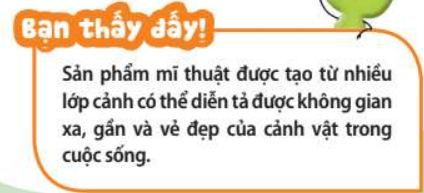 Bạn thấy đấy!
Sản phẩm mĩ thuật được tạo từ nhiều
lớp cảnh có thể diễn tả được không gian
xa, gần và vẻ đẹp của cảnh vật trong
cuộc sống.